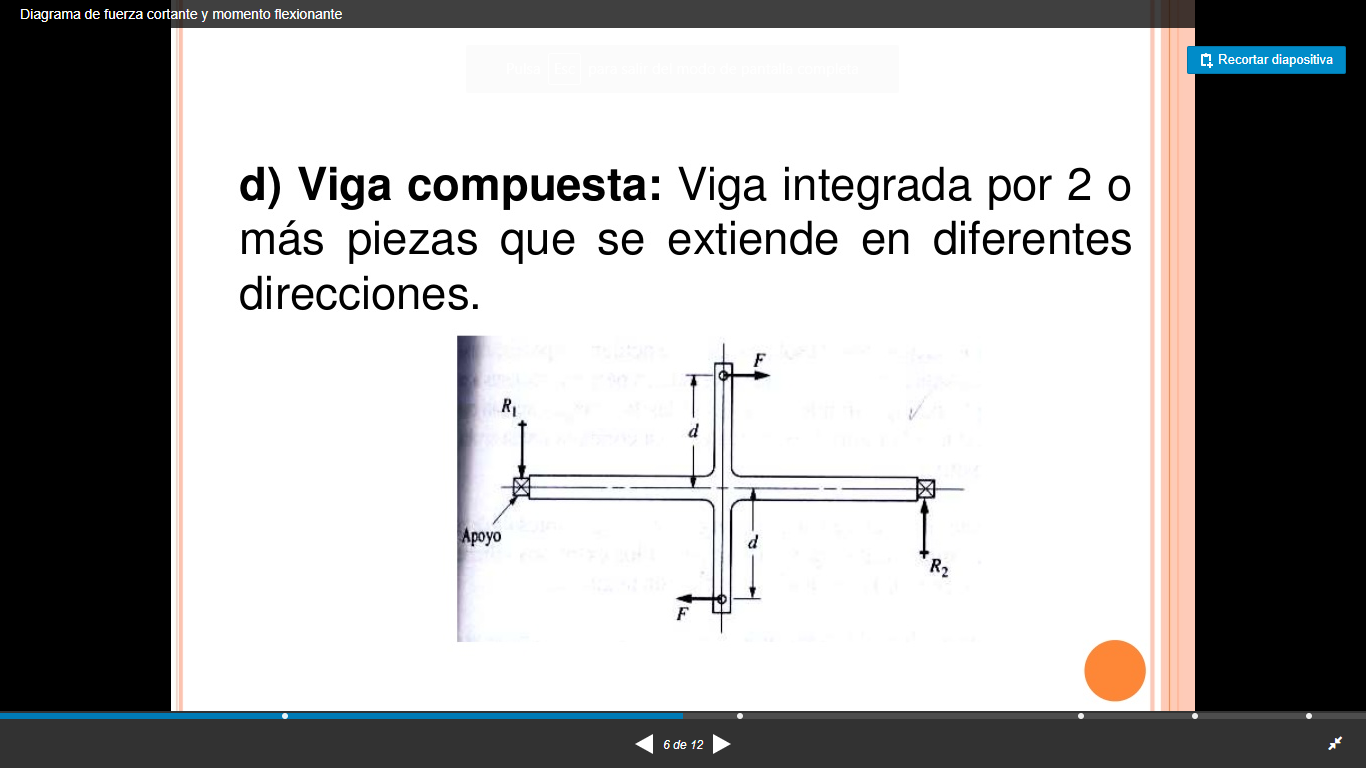 Diagrama de fuerza cortante y momento flexionante
Recortar diapositiva
d) Viga compuesta: Viga integrada por 2 o
más piezas que se extiende en diferentes
direcciones.
F
R1
d
Apoyo
d
R2
F
6 de 12